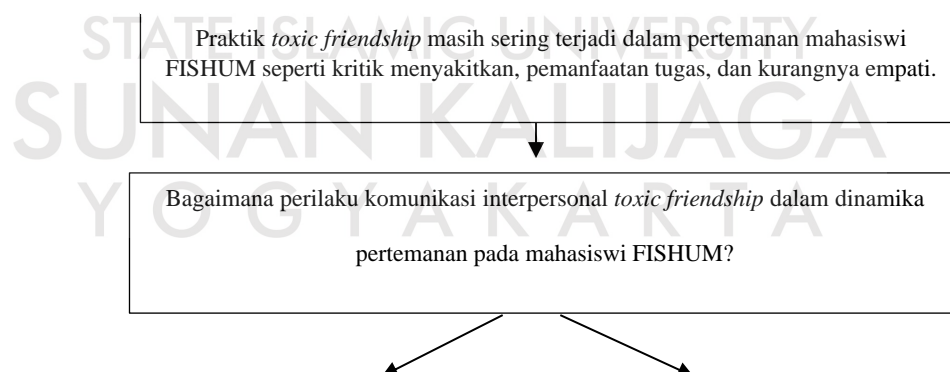 STATE ISLAMIC UNIVERSITY
Praktik toxic friendship masih sering terjadi dalam pertemanan mahasiswi
FISHUM seperti kritik menyakitkan, pemanfaatan tugas, dan kurangnya empati.
SUNAN KALIJAGA
Bagaimana perilaku komunikasi interpersonal toxic friendship dalam dinamika
YOGYAKARTA
pertemanan pada mahasiswi FISHUM?